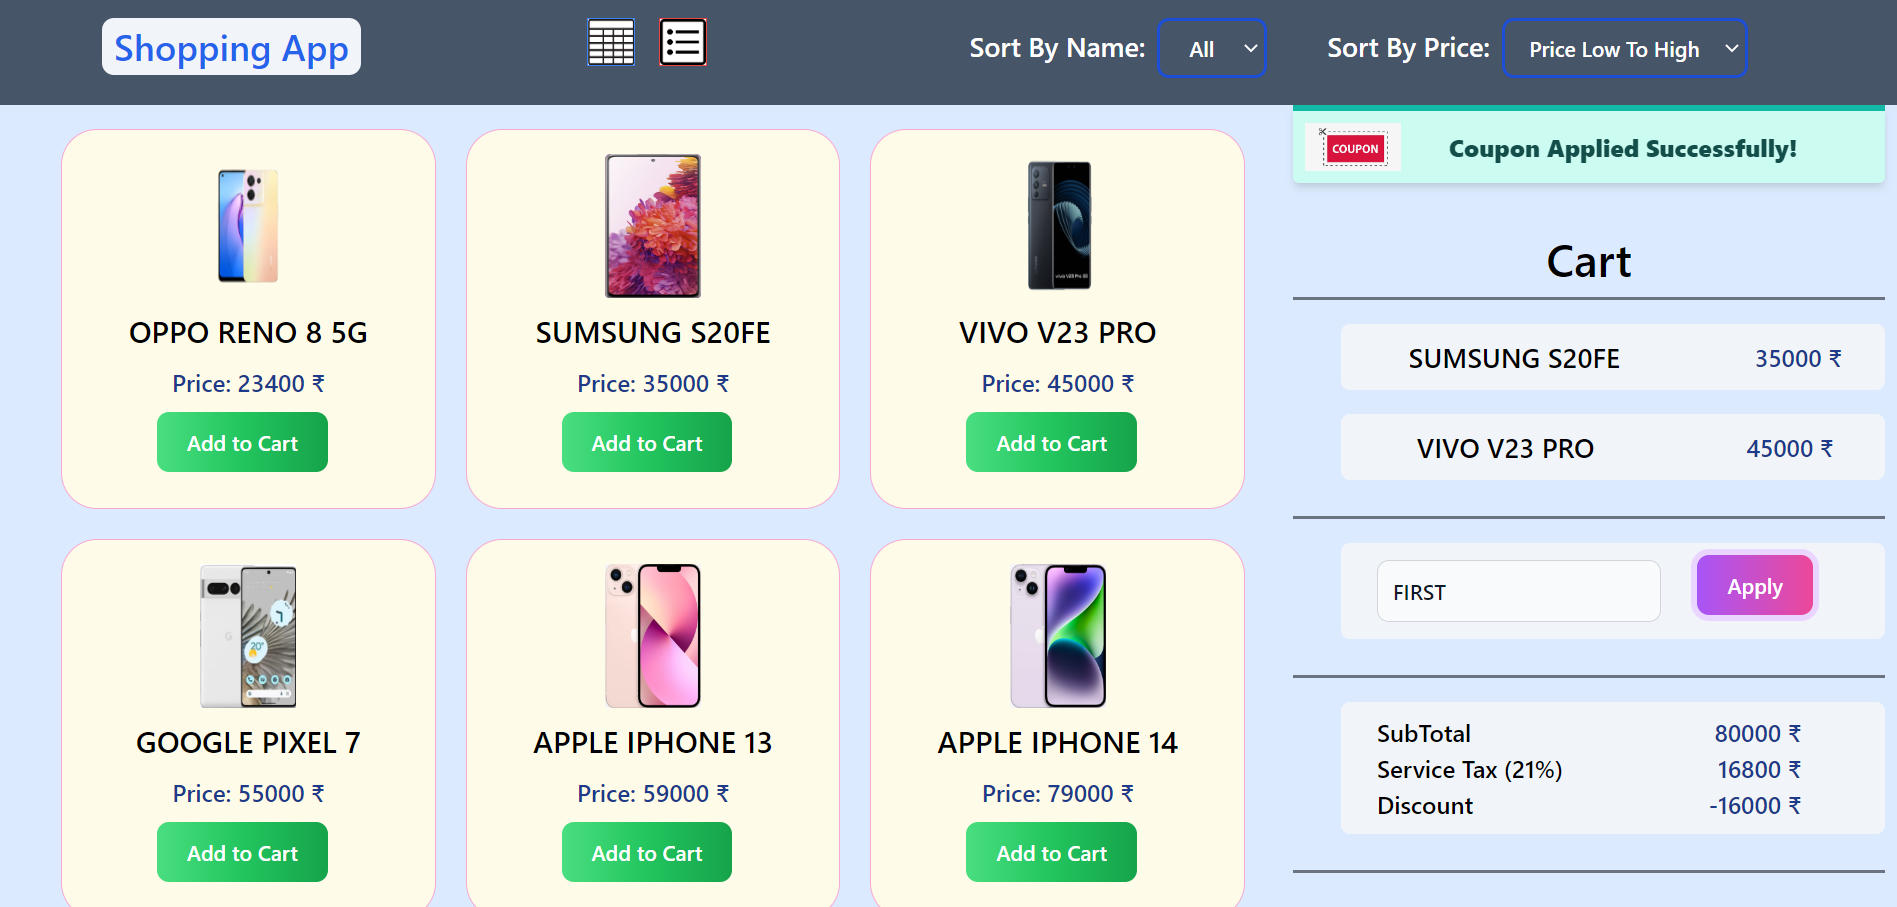 Shopping App
Sort By Name:
All
Sort By Price:
Price Low To High
COUPON
Coupon Applied Successfully!
OPPO RENO 8 5G
Price: 23400 ₹
Add to Cart
SUMSUNG S20FE
Price: 35000 ₹
Add to Cart
VIVO V23 PRO
Price: 45000 ₹
Add to Cart
GOOGLE PIXEL 7
Price: 55000 ₹
Add to Cart
APPLE IPHONE 13
Price: 59000 ₹
Add to Cart
APPLE IPHONE 14
Price: 79000 ₹
Add to Cart
Cart
SUMSUNG S20FE 35000 ₹
VIVO V23 PRO 45000 ₹
FIRST
Apply
SubTotal 80000 ₹
Service Tax (21%) 16800 ₹
Discount -16000 ₹